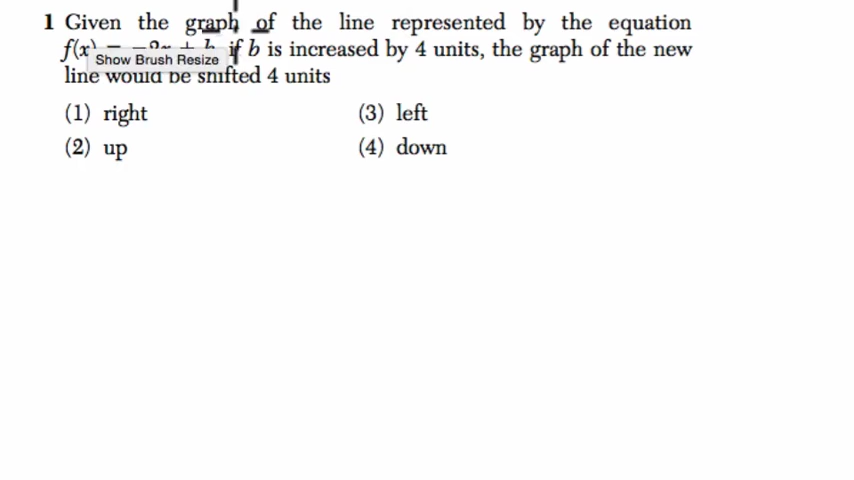 1 Given the graph of the line represented by the equation
f(x) = −2x + b, if b is increased by 4 units, the graph of the new
Show Brush Resize
line would be shifted 4 units
(1) right (3) left
(2) up (4) down